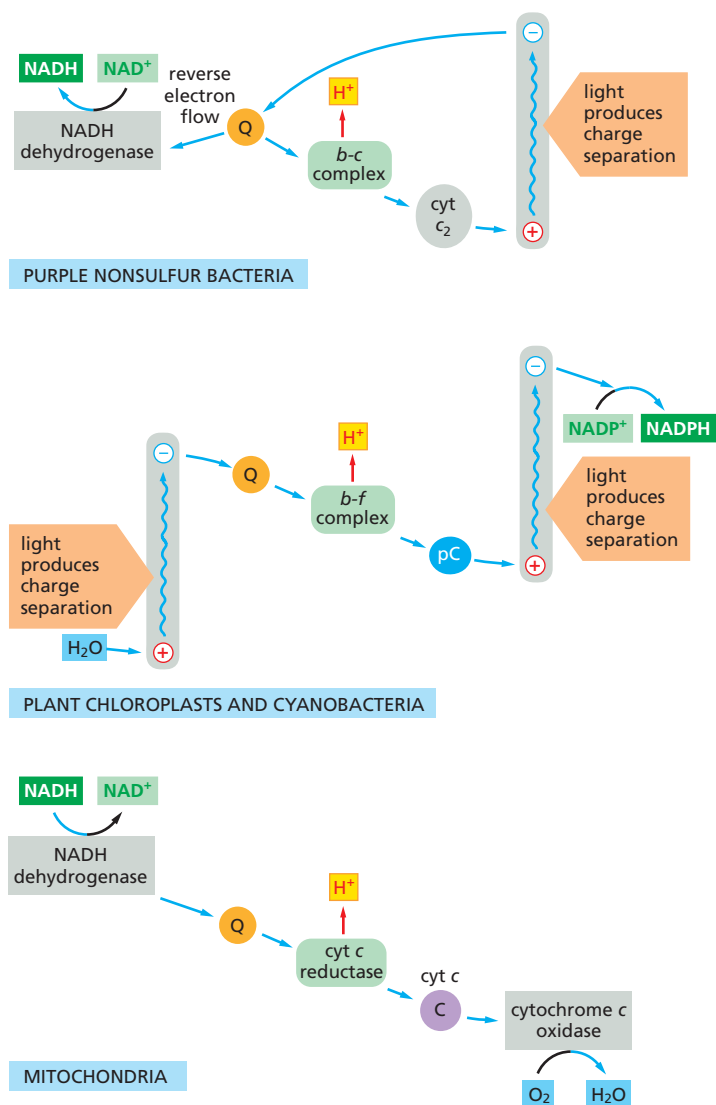 NADH
NAD⁺
NADH
dehydrogenase
reverse
electron
flow
Q
H⁺
b-c
complex
cyt
c₂
−
+
light
produces
charge
separation
PURPLE NONSULFUR BACTERIA
light
produces
charge
separation
H₂O
−
+
Q
H⁺
b-f
complex
pC
−
+
NADP⁺
NADPH
light
produces
charge
separation
PLANT CHLOROPLASTS AND CYANOBACTERIA
NADH
NAD⁺
NADH
dehydrogenase
Q
H⁺
cyt c
reductase
cyt c
C
cytochrome c
oxidase
O₂
H₂O
MITOCHONDRIA